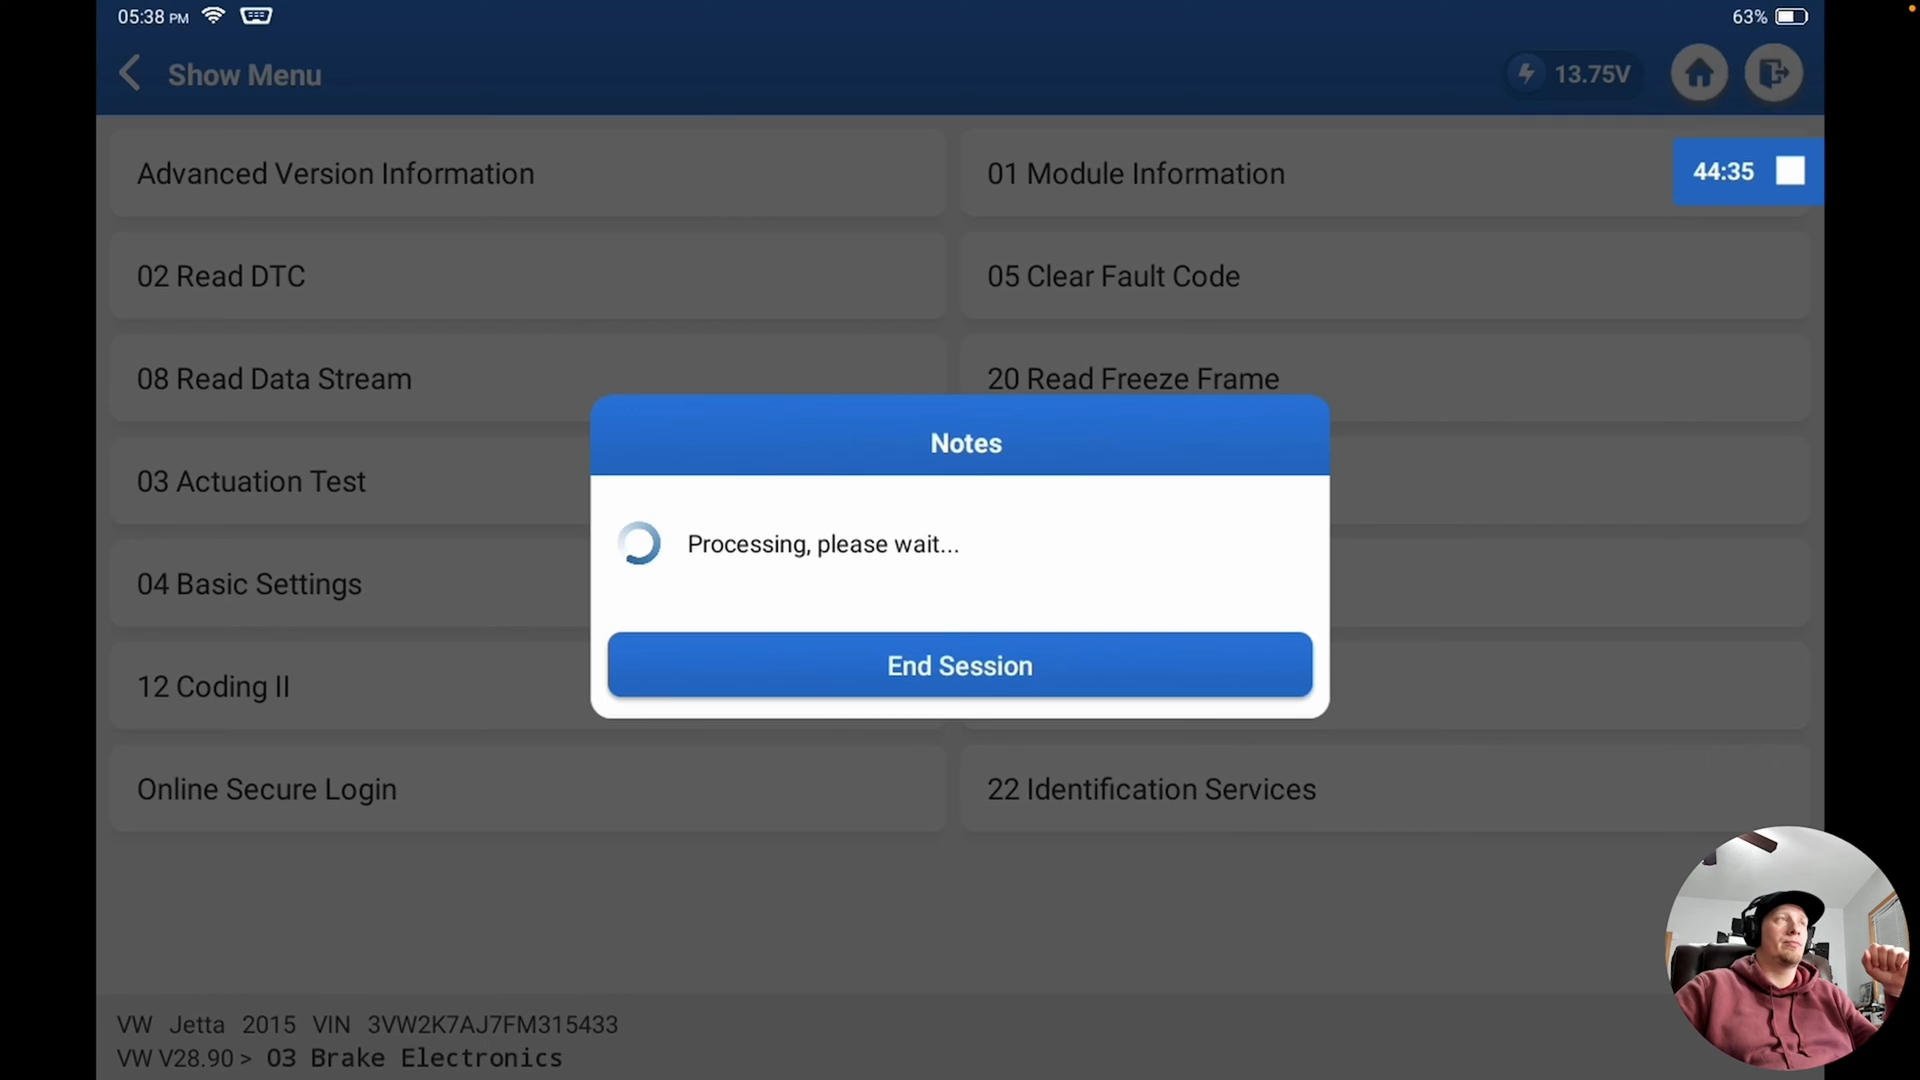 05:38 PM
63%
Show Menu
13.75V
Advanced Version Information
01 Module Information
44:35
02 Read DTC
05 Clear Fault Code
08 Read Data Stream
20 Read Freeze Frame
Notes
03 Actuation Test
Processing, please wait...
04 Basic Settings
End Session
12 Coding II
Online Secure Login
22 Identification Services
VW Jetta 2015 VIN 3VW2K7AJ7FM315433
VW V28.90 > 03 Brake Electronics